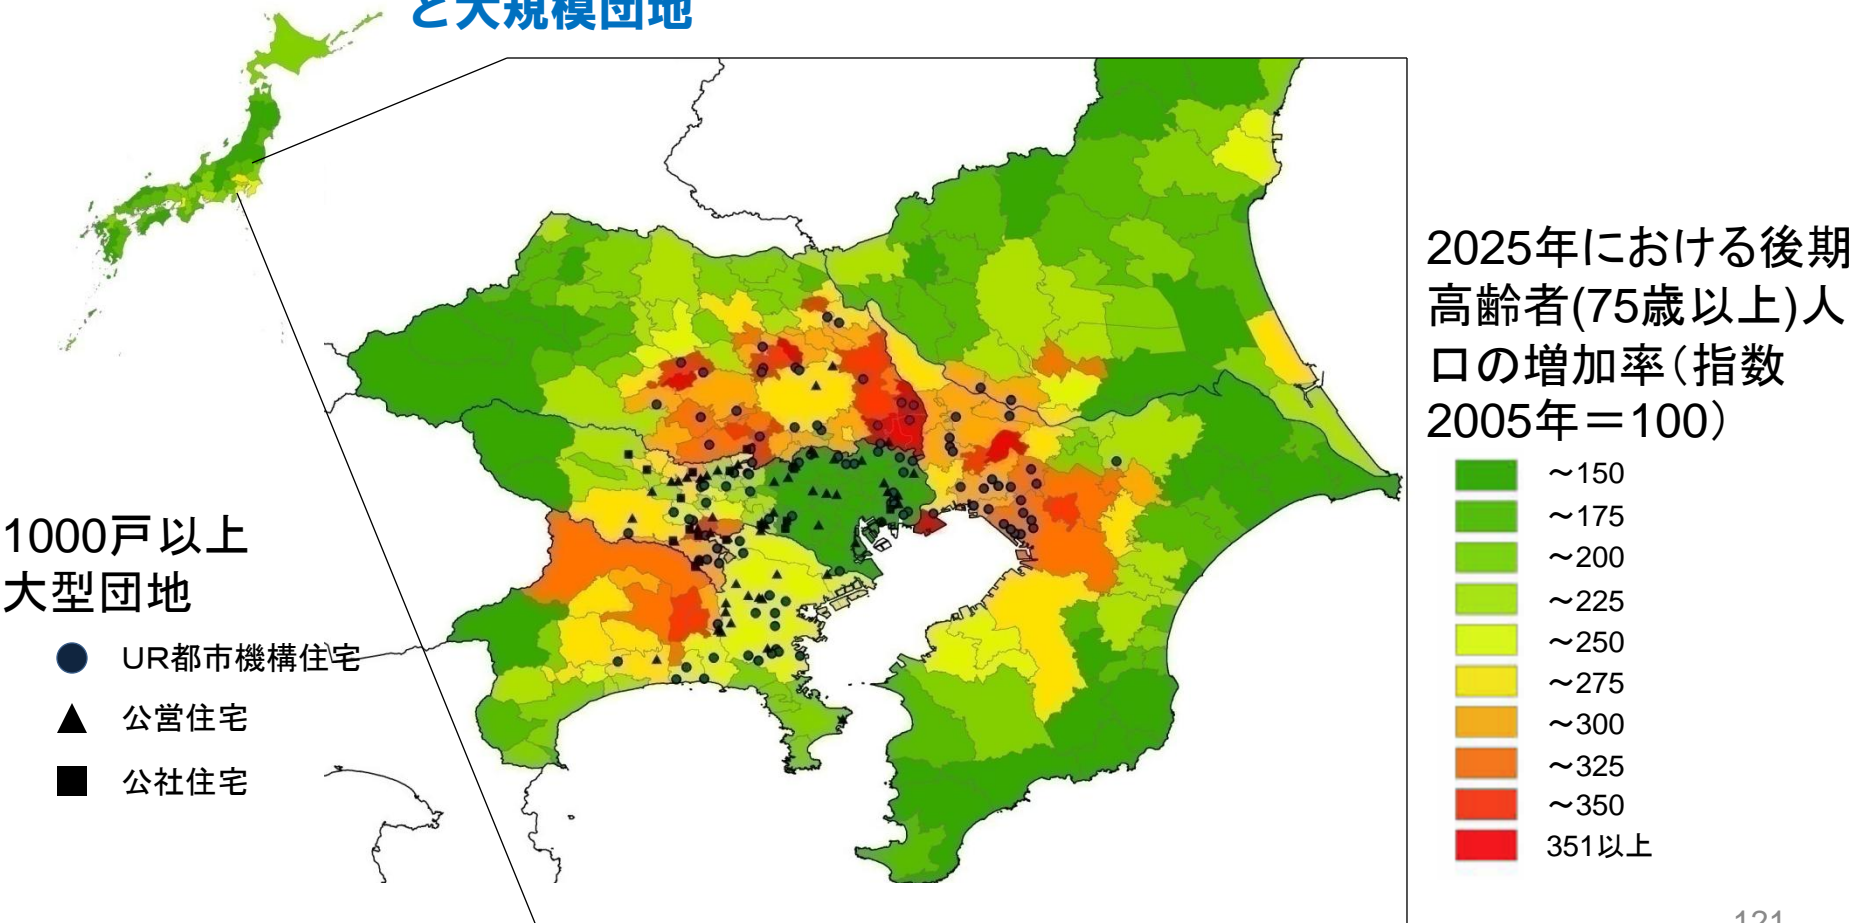 と大規模団地
2025年における後期
高齢者(75歳以上)人
口の増加率（指数
2005年＝100）
～150
～175
～200
～225
～250
～275
～300
～325
～350
351以上
1000戸以上
大型団地
UR都市機構住宅
公営住宅
公社住宅
121